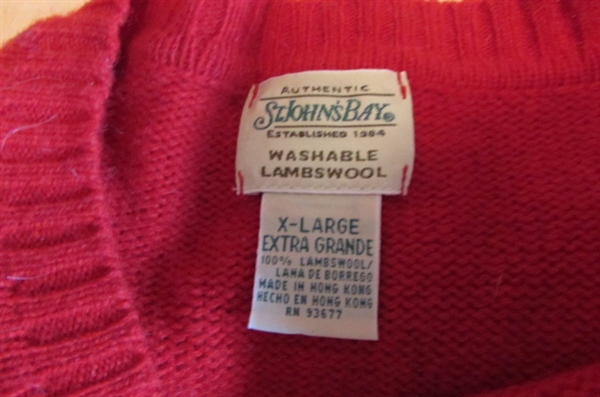 AUTHENTIC
ST. JOHN'S BAY®
ESTABLISHED 1984
WASHABLE
LAMBSWOOL
X-LARGE
EXTRA GRANDE
100% LAMBSWOOL/
LANA DE BORREGO
MADE IN HONG KONG
HECHO EN HONG KONG
RN 93677